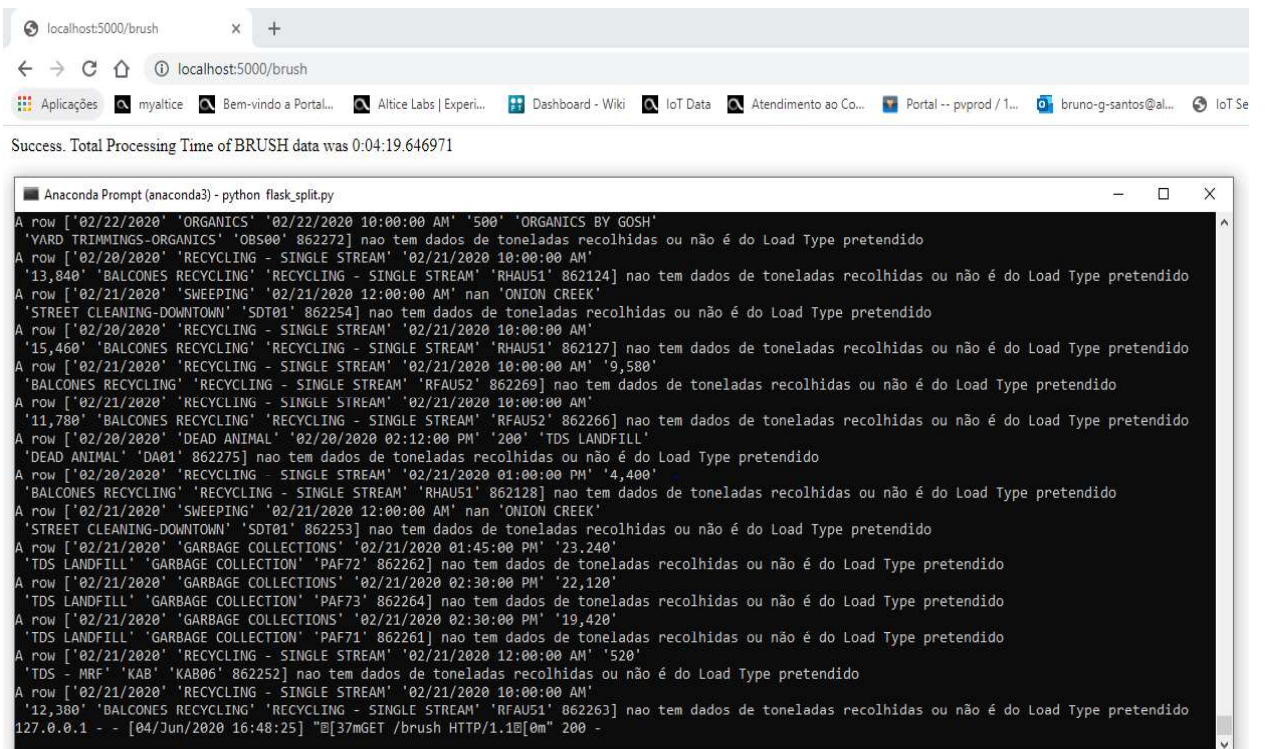 localhost:5000/brush
localhost:5000/brush
Aplicações myaltice Bem-vindo a Portal... Altice Labs | Experi... Dashboard - Wiki IoT Data Atendimento ao Co... Portal -- pvprod / 1... bruno-g-santos@al... IoT Se
Success. Total Processing Time of BRUSH data was 0:04:19.646971
Anaconda Prompt (anaconda3) - python flask_split.py
A row ['02/22/2020' 'ORGANICS' '02/22/2020 10:00:00 AM' '500' 'ORGANICS BY GOSH'
'YARD TRIMMINGS-ORGANICS' 'OBS00' 862272] nao tem dados de toneladas recolhidas ou não é do Load Type pretendido
A row ['02/20/2020' 'RECYCLING - SINGLE STREAM' '02/21/2020 10:00:00 AM'
'13,840' 'BALCONES RECYCLING' 'RECYCLING - SINGLE STREAM' 'RHAU51' 862124] nao tem dados de toneladas recolhidas ou não é do Load Type pretendido
A row ['02/21/2020' 'SWEEPING' '02/21/2020 12:00:00 AM' nan 'ONION CREEK'
'STREET CLEANING-DOWNTOWN' 'SDT01' 862254] nao tem dados de toneladas recolhidas ou não é do Load Type pretendido
A row ['02/20/2020' 'RECYCLING - SINGLE STREAM' '02/21/2020 10:00:00 AM'
'15,460' 'BALCONES RECYCLING' 'RECYCLING - SINGLE STREAM' 'RHAU51' 862127] nao tem dados de toneladas recolhidas ou não é do Load Type pretendido
A row ['02/21/2020' 'RECYCLING - SINGLE STREAM' '02/21/2020 10:00:00 AM' '9,580'
'BALCONES RECYCLING' 'RECYCLING - SINGLE STREAM' 'RFAU52' 862269] nao tem dados de toneladas recolhidas ou não é do Load Type pretendido
A row ['02/21/2020' 'RECYCLING - SINGLE STREAM' '02/21/2020 10:00:00 AM'
'11,780' 'BALCONES RECYCLING' 'RECYCLING - SINGLE STREAM' 'RFAU52' 862266] nao tem dados de toneladas recolhidas ou não é do Load Type pretendido
A row ['02/20/2020' 'DEAD ANIMAL' '02/20/2020 02:12:00 PM' '200' 'TDS LANDFILL'
'DEAD ANIMAL' 'DA01' 862275] nao tem dados de toneladas recolhidas ou não é do Load Type pretendido
A row ['02/20/2020' 'RECYCLING - SINGLE STREAM' '02/21/2020 01:00:00 PM' '4,400'
'BALCONES RECYCLING' 'RECYCLING - SINGLE STREAM' 'RHAU51' 862128] nao tem dados de toneladas recolhidas ou não é do Load Type pretendido
A row ['02/21/2020' 'SWEEPING' '02/21/2020 12:00:00 AM' nan 'ONION CREEK'
'STREET CLEANING-DOWNTOWN' 'SDT01' 862253] nao tem dados de toneladas recolhidas ou não é do Load Type pretendido
A row ['02/21/2020' 'GARBAGE COLLECTIONS' '02/21/2020 01:45:00 PM' '23.240'
'TDS LANDFILL' 'GARBAGE COLLECTION' 'PAF72' 862262] nao tem dados de toneladas recolhidas ou não é do Load Type pretendido
A row ['02/21/2020' 'GARBAGE COLLECTIONS' '02/21/2020 02:30:00 PM' '22,120'
'TDS LANDFILL' 'GARBAGE COLLECTION' 'PAF73' 862264] nao tem dados de toneladas recolhidas ou não é do Load Type pretendido
A row ['02/21/2020' 'GARBAGE COLLECTIONS' '02/21/2020 02:30:00 PM' '19,420'
'TDS LANDFILL' 'GARBAGE COLLECTION' 'PAF71' 862261] nao tem dados de toneladas recolhidas ou não é do Load Type pretendido
A row ['02/21/2020' 'RECYCLING - SINGLE STREAM' '02/21/2020 12:00:00 AM' '520'
'TDS - MRF' 'KAB' 'KAB06' 862252] nao tem dados de toneladas recolhidas ou não é do Load Type pretendido
A row ['02/21/2020' 'RECYCLING - SINGLE STREAM' '02/21/2020 10:00:00 AM'
'12,380' 'BALCONES RECYCLING' 'RECYCLING - SINGLE STREAM' 'RFAU51' 862263] nao tem dados de toneladas recolhidas ou não é do Load Type pretendido
127.0.0.1 - - [04/Jun/2020 16:48:25] "[37mGET /brush HTTP/1.1[0m" 200 -